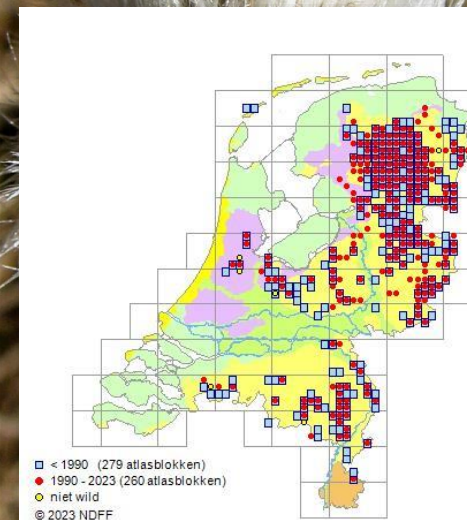 < 1990 (279 atlasblokken)
1990 - 2023 (260 atlasblokken)
niet wild
© 2023 NDFF